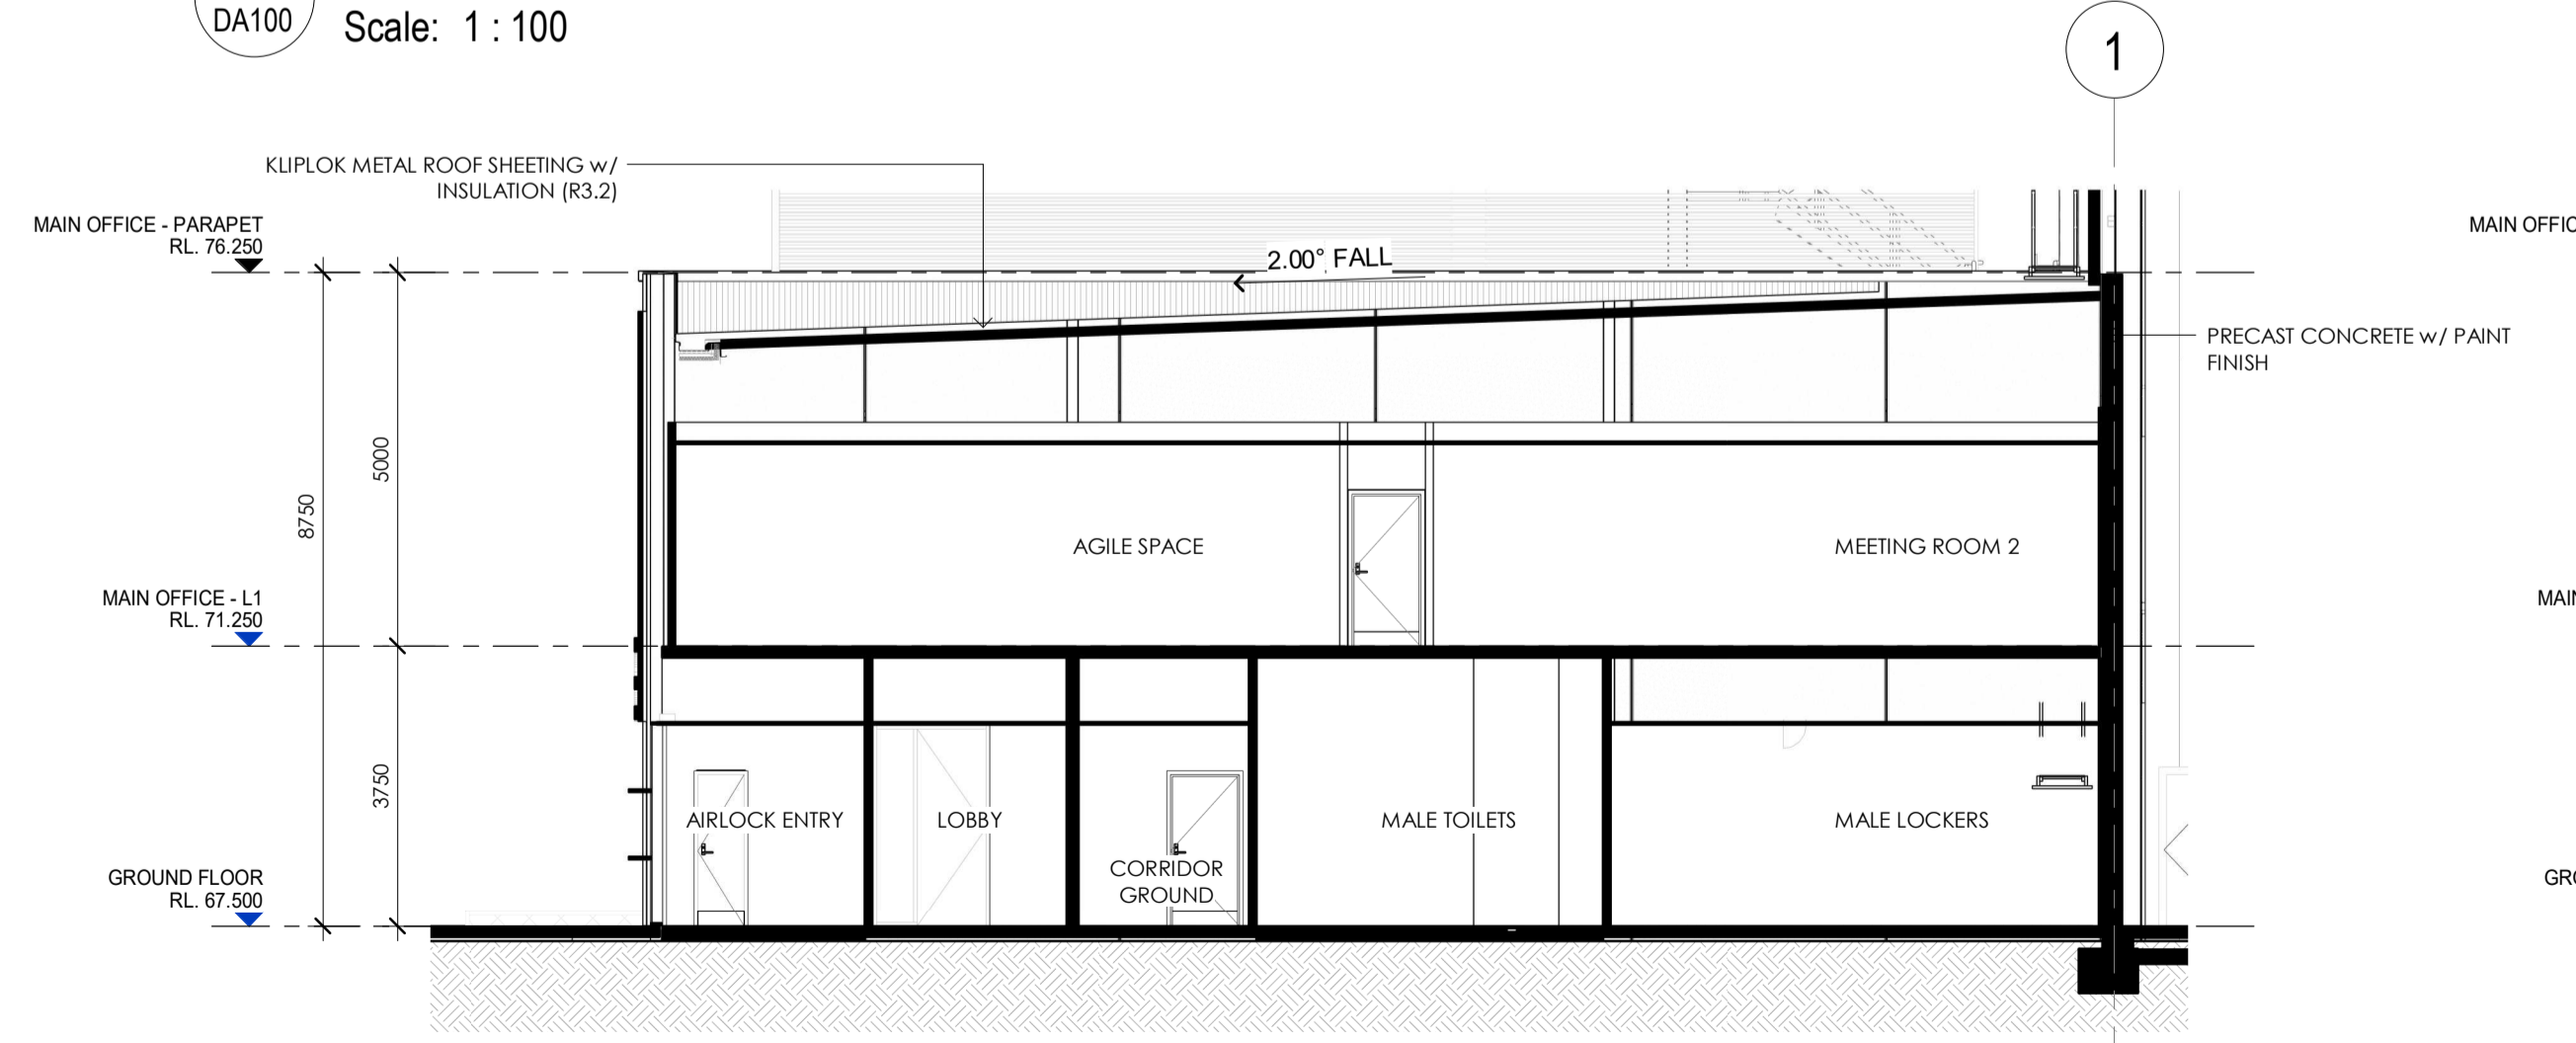 DA100
Scale: 1 : 100
1
KLIPLOK METAL ROOF SHEETING w/
INSULATION (R3.2)
MAIN OFFICE - PARAPET
RL. 76.250
MAIN OFFIC
2.00° FALL
PRECAST CONCRETE w/ PAINT
FINISH
5000
8750
AGILE SPACE
MEETING ROOM 2
MAIN OFFICE - L1
RL. 71.250
MAIN
3750
AIRLOCK ENTRY
LOBBY
MALE TOILETS
MALE LOCKERS
CORRIDOR
GROUND
GROUND FLOOR
RL. 67.500
GRO